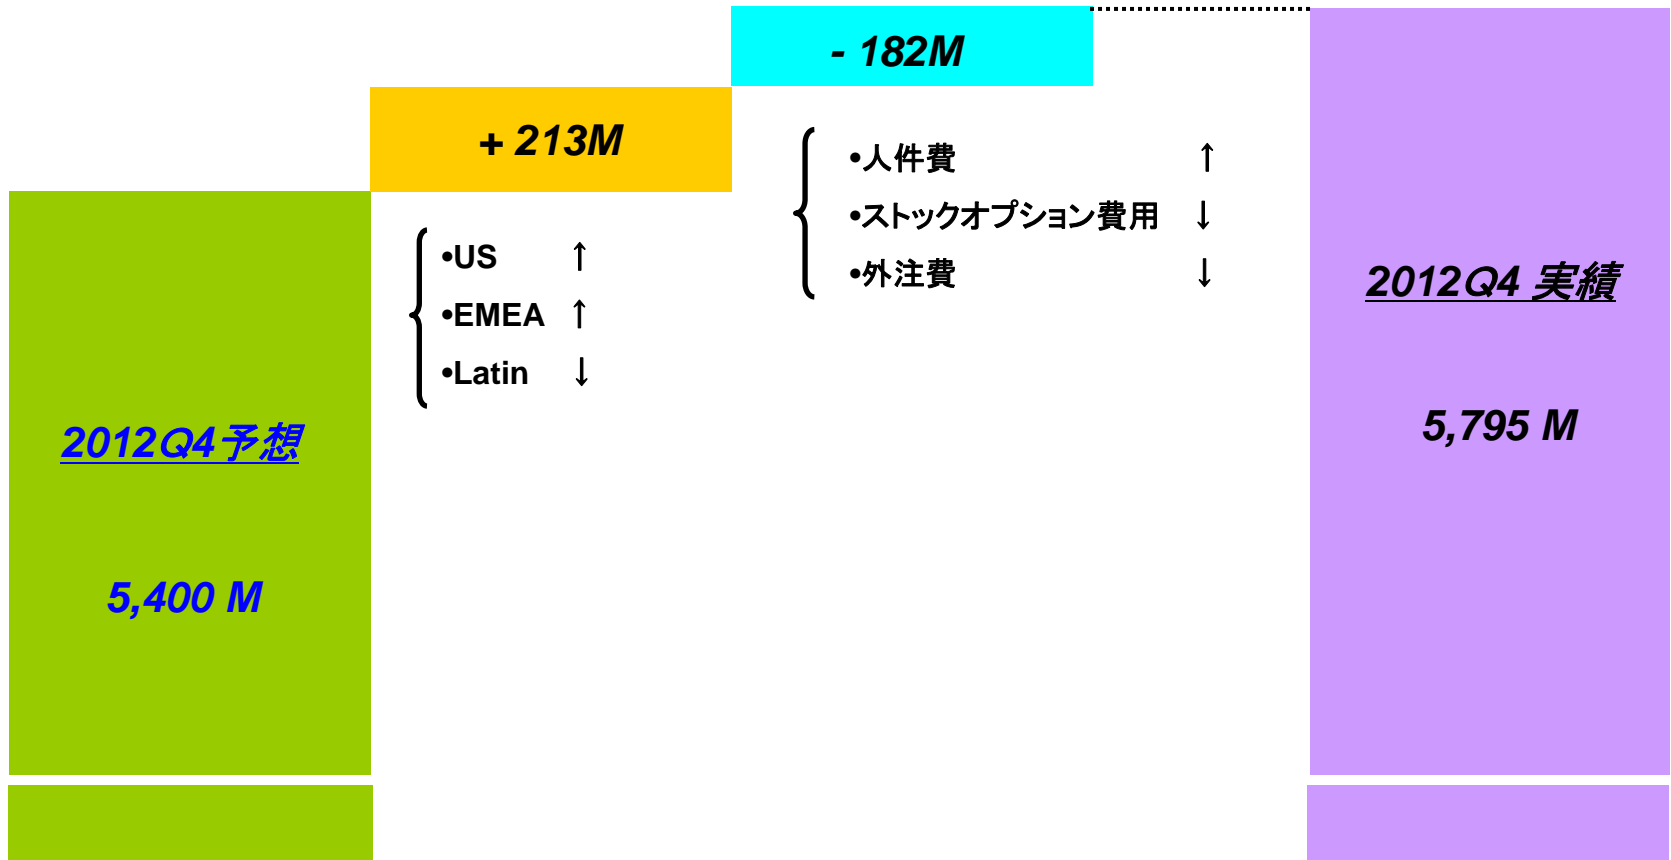 - 182M
+ 213M
•人件費 ↑
•ストックオプション費用 ↓
•外注費 ↓
•US ↑
•EMEA ↑
•Latin ↓
2012Q4 実績
5,795 M
2012Q4予想
5,400 M